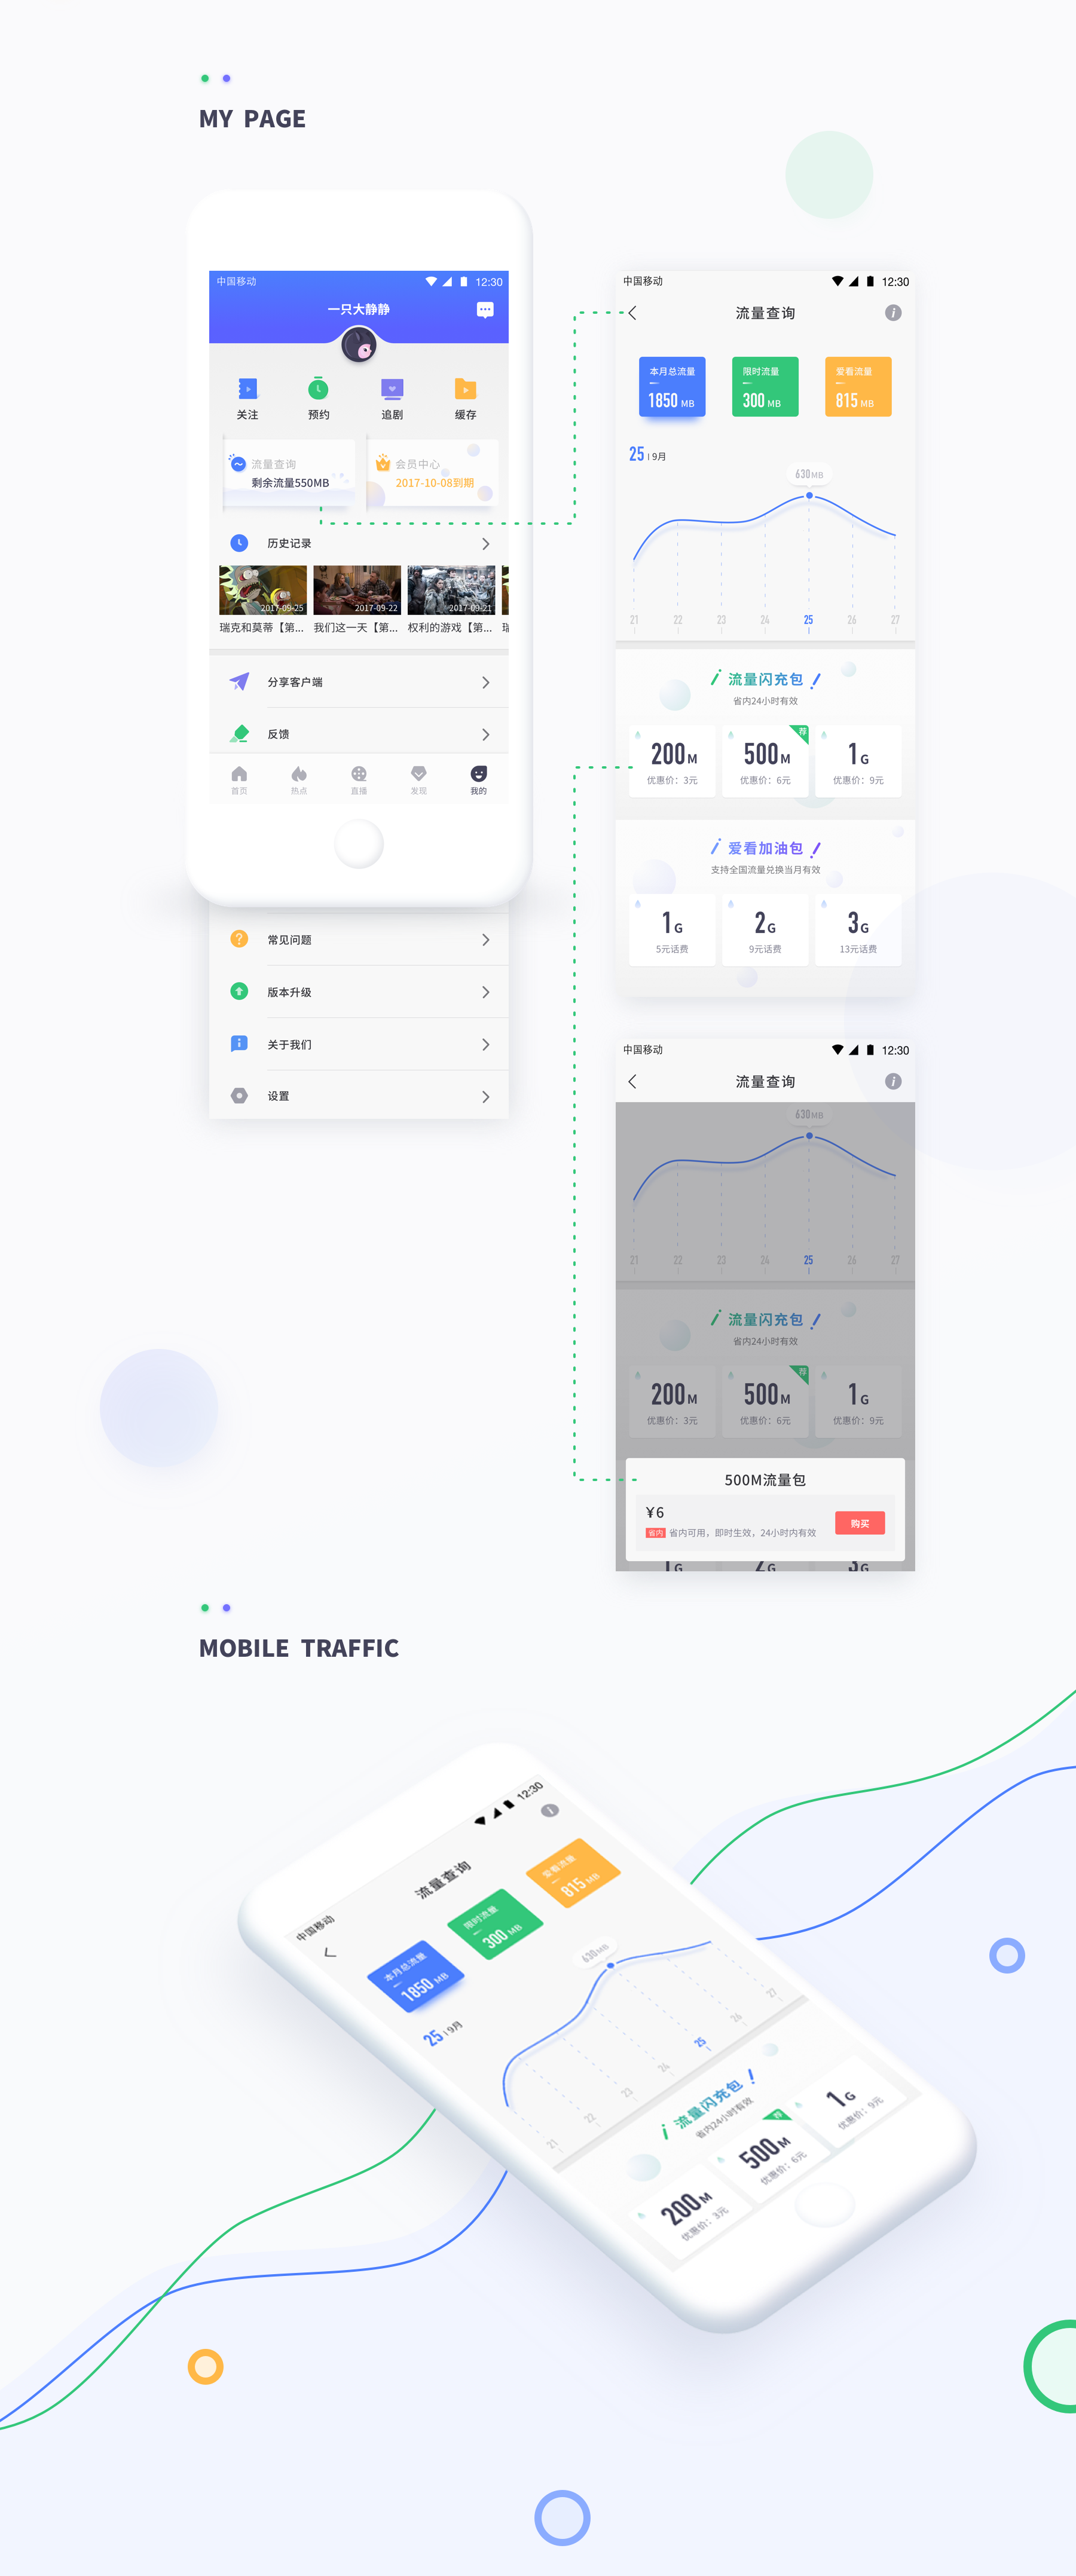 MY PAGE
中国移动 12:30
一只大静静
关注 预约 追剧 缓存
流量查询
剩余流量550MB
会员中心
2017-10-08到期
历史记录
2017-09-25 2017-09-22 2017-09-21
瑞克和莫蒂【第... 我们这一天【第... 权利的游戏【第...
分享客户端
反馈
首页 热点 直播 发现 我的
常见问题
版本升级
关于我们
设置
中国移动 12:30
流量查询
本月总流量 限时流量 爱看流量
1850 MB 300 MB 815 MB
25 | 9月
630MB
21 22 23 24 25 26 27
流量闪充包
省内24小时有效
荐
200M 500M 1G
优惠价：3元 优惠价：6元 优惠价：9元
爱看加油包
支持全国流量兑换当月有效
1G 2G 3G
5元话费 9元话费 13元话费
中国移动 12:30
流量查询
630MB
21 22 23 24 25 26 27
流量闪充包
省内24小时有效
荐
200M 500M 1G
优惠价：3元 优惠价：6元 优惠价：9元
500M流量包
¥6
省内 省内可用，即时生效，24小时内有效
购买
1G 2G 3G
MOBILE TRAFFIC
中国移动 12:30
流量查询
本月总流量 限时流量 爱看流量
1850 MB 300 MB 815 MB
25 | 9月
630MB
21 22 23 24 25 26 27
流量闪充包
省内24小时有效
荐
200M 500M 1G
优惠价：3元 优惠价：6元 优惠价：9元